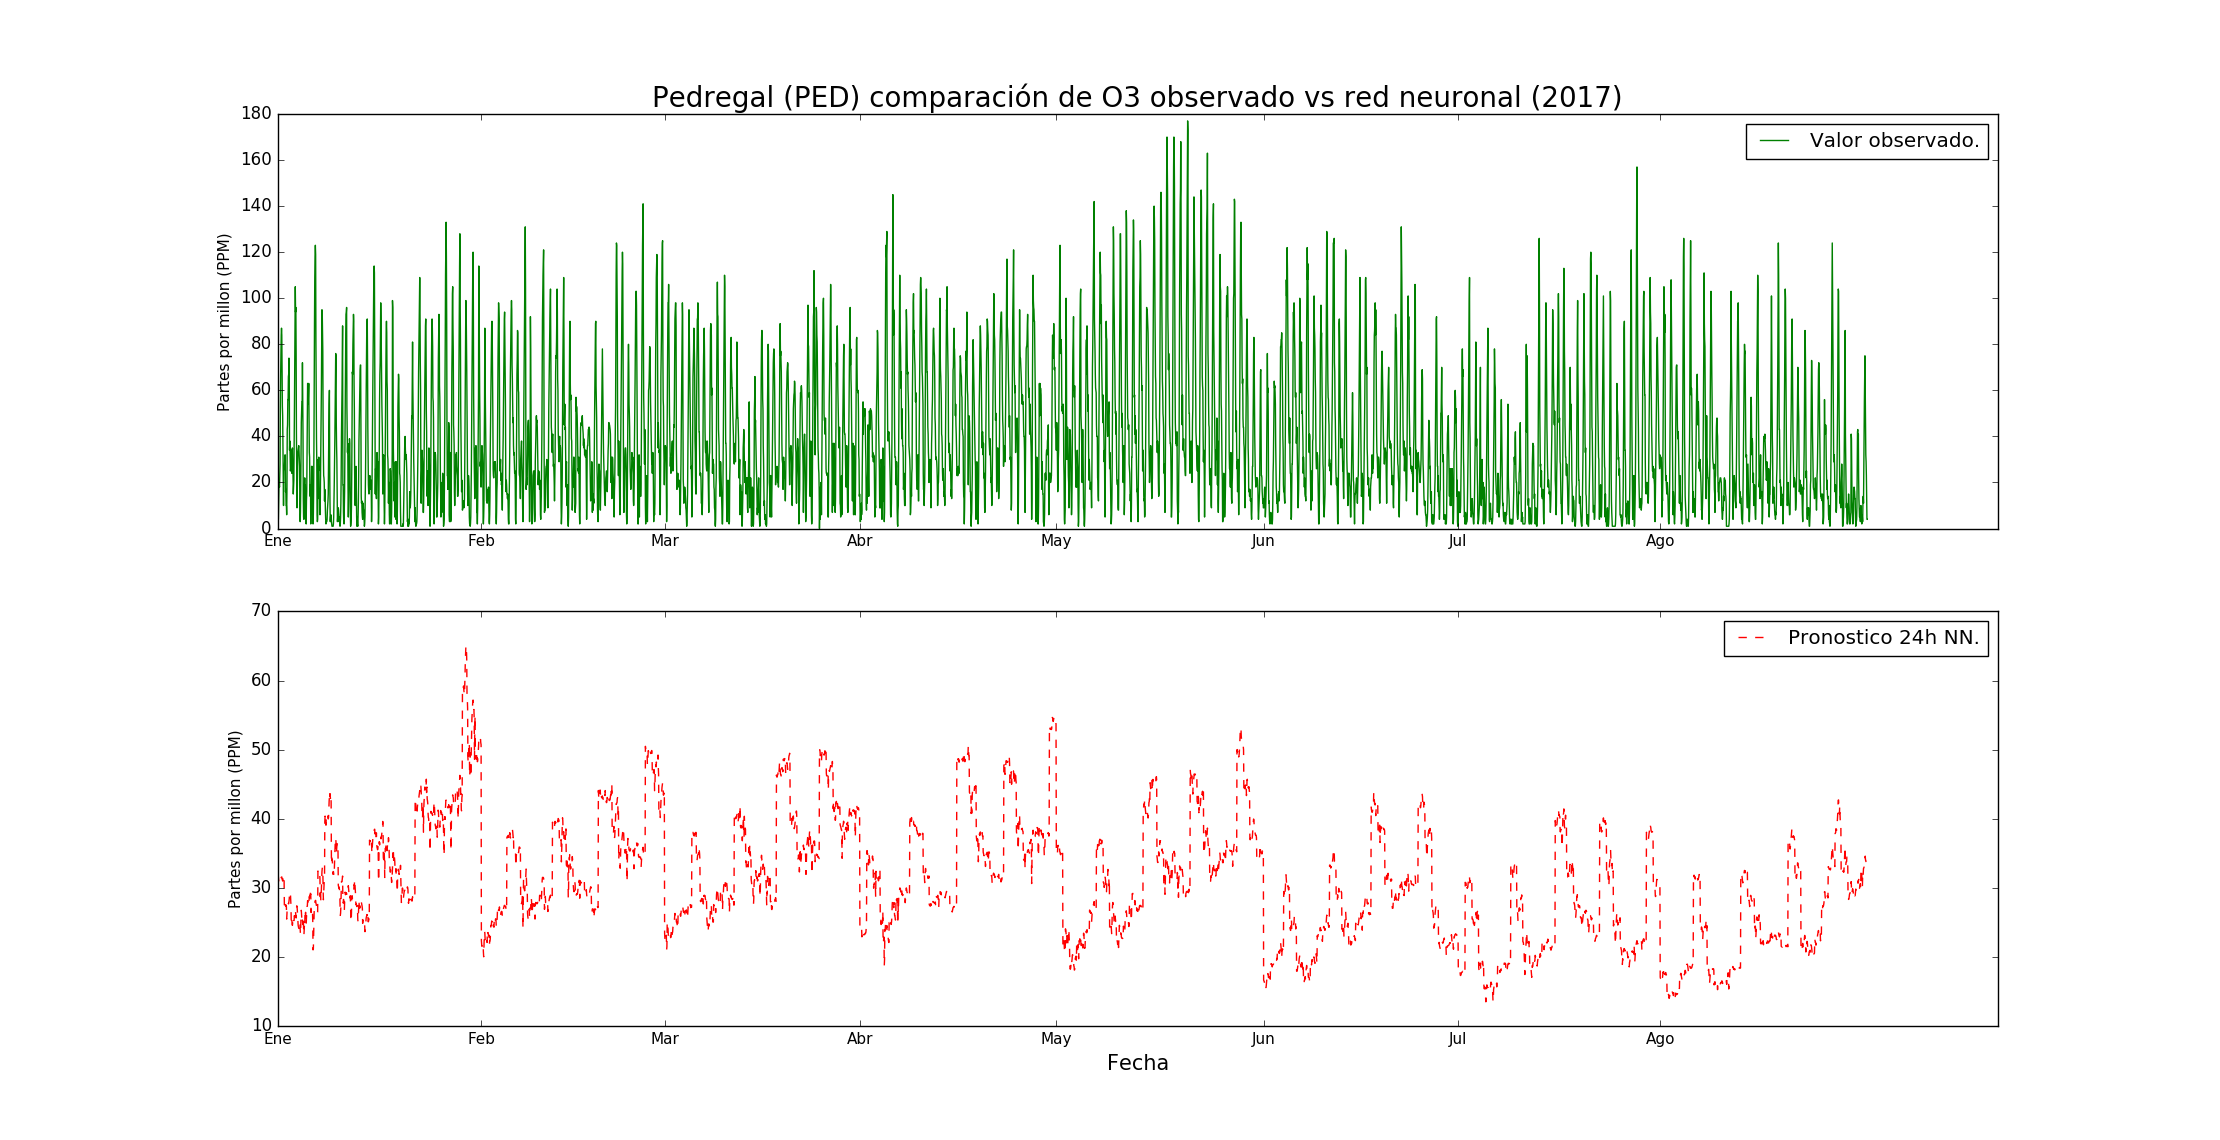 Pedregal (PED) comparación de O3 observado vs red neuronal (2017)
180
160
140
120
100
80
60
40
20
0
Partes por millon (PPM)
Valor observado.
Ene Feb Mar Abr May Jun Jul Ago
70
60
50
40
30
20
10
Partes por millon (PPM)
Pronostico 24h NN.
Ene Feb Mar Abr May Jun Jul Ago
Fecha